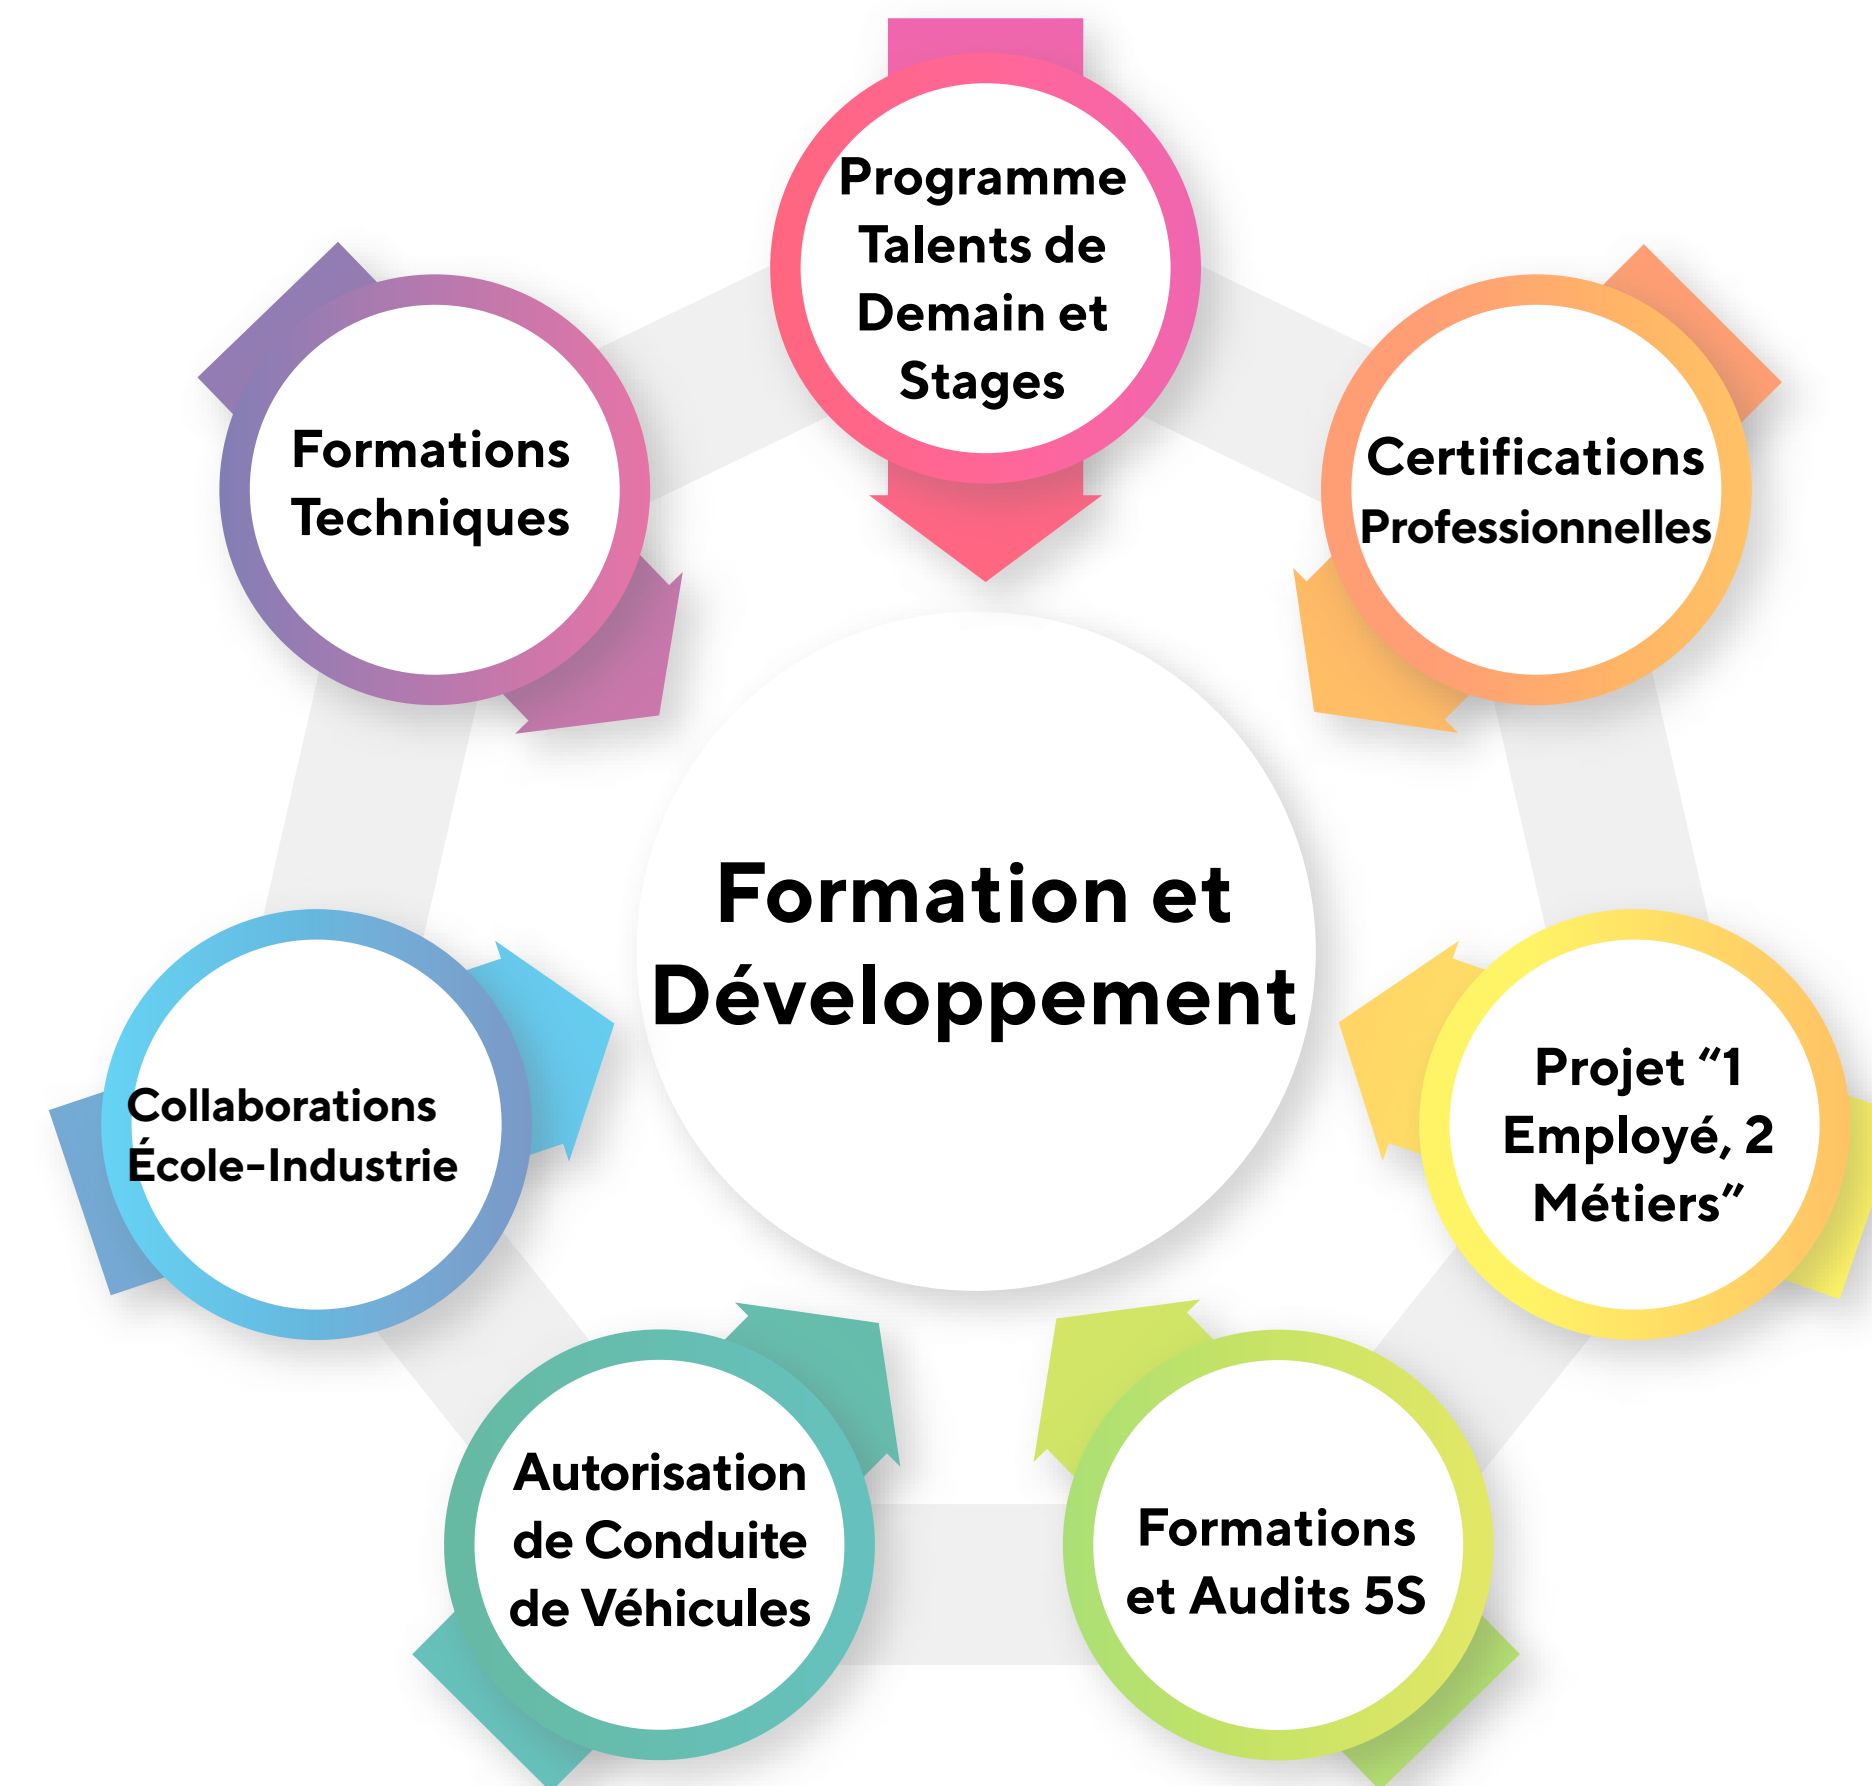 Programme
Talents de
Demain et
Stages
Certifications
Professionnelles
Projet “1
Employé, 2
Métiers”
Formations
et Audits 5S
Autorisation
de Conduite
de Véhicules
Collaborations
École-Industrie
Formations
Techniques
Formation et
Développement